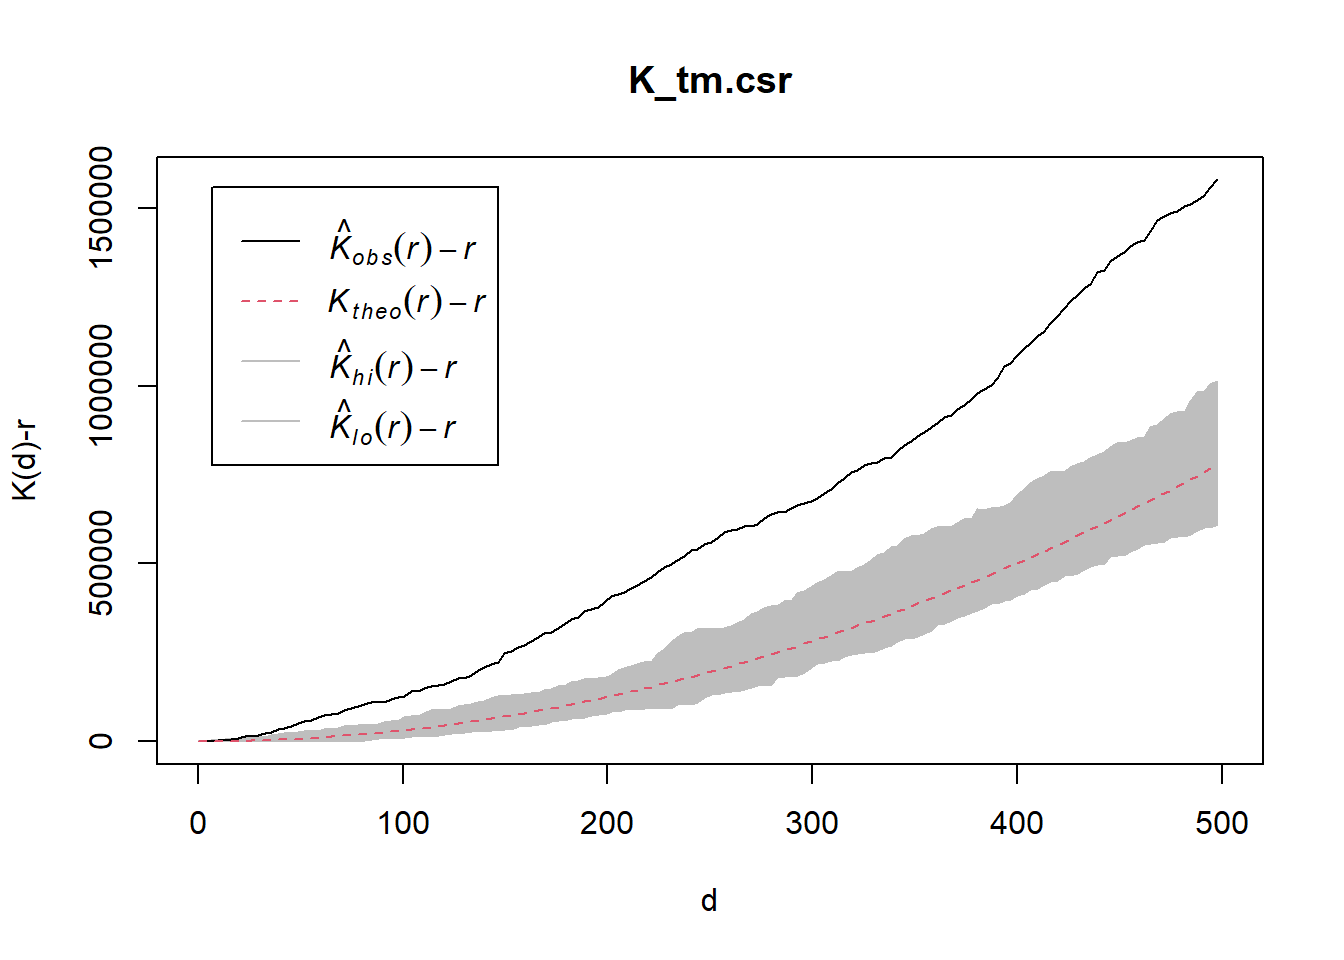 K_tm.csr
K̂obs(r) − r
Ktheo(r) − r
K̂hi(r) − r
K̂lo(r) − r
K(d)-r
1500000
1000000
500000
0
0 100 200 300 400 500
d